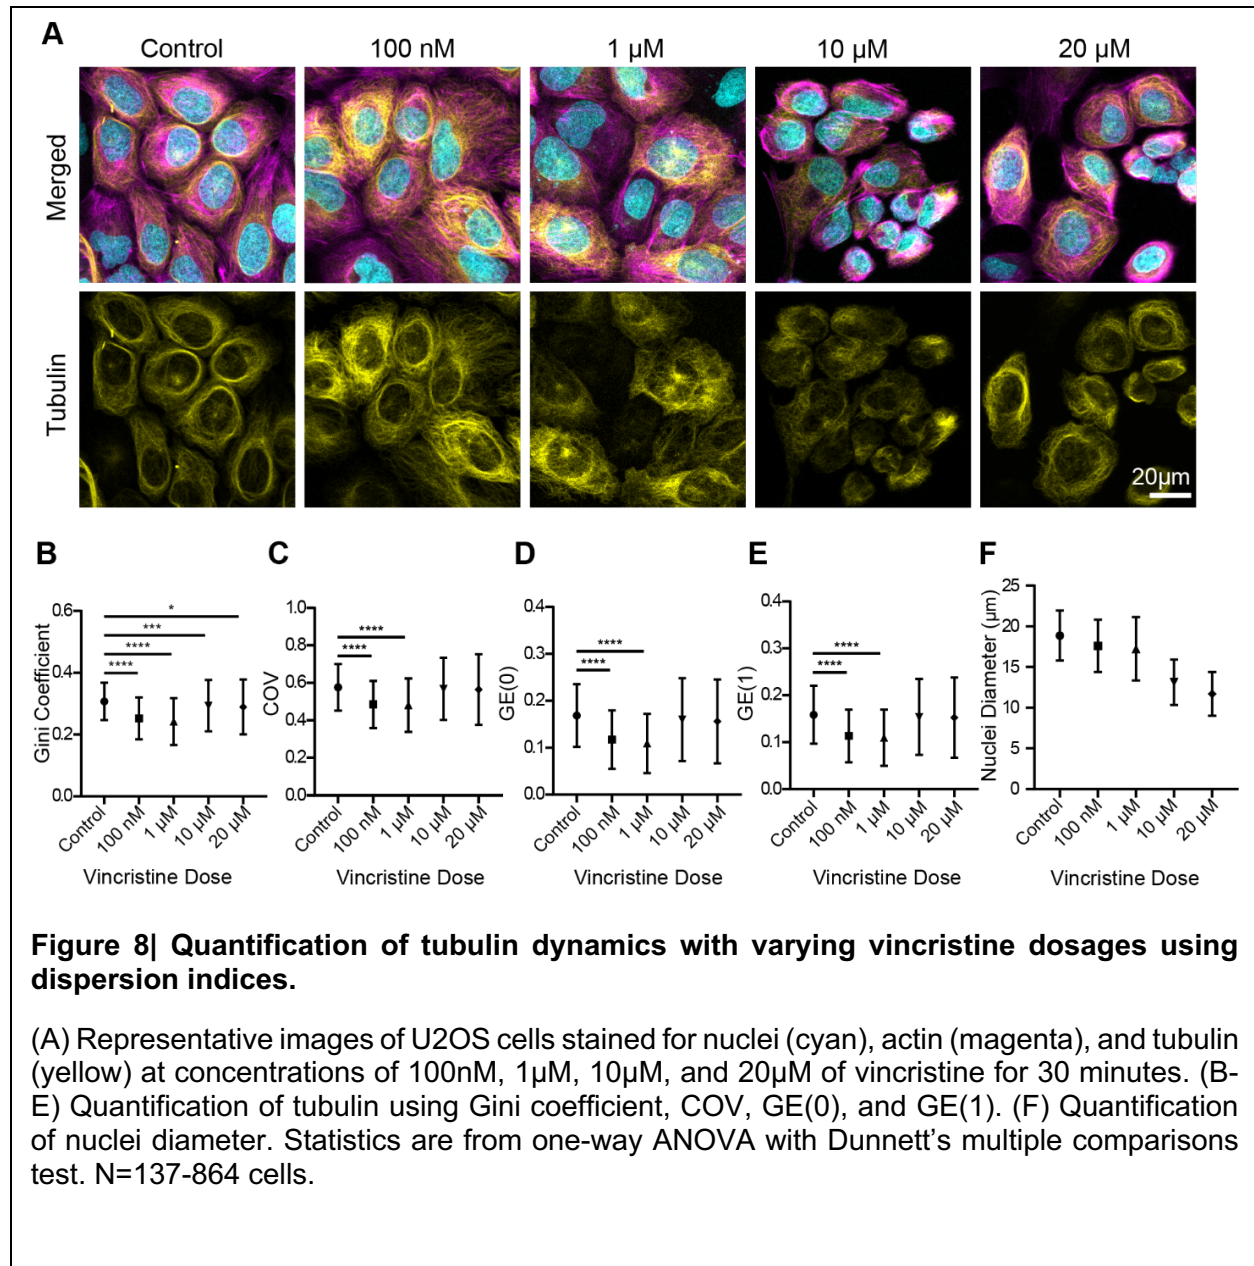 A
Control 100 nM 1 µM 10 µM 20 µM
Merged
Tubulin
20µm
B C D E F
Gini Coefficient
0.6
0.4
0.2
0.0
*
***
****
****
Control 100 nM 1 µM 10 µM 20 µM
Vincristine Dose
COV
1.0
0.8
0.6
0.4
0.2
0.0
****
****
Control 100 nM 1 µM 10 µM 20 µM
Vincristine Dose
GE(0)
0.4
0.3
0.2
0.1
0.0
****
****
Control 100 nM 1 µM 10 µM 20 µM
Vincristine Dose
GE(1)
0.4
0.3
0.2
0.1
0.0
****
****
Control 100 nM 1 µM 10 µM 20 µM
Vincristine Dose
Nuclei Diameter (µm)
25
20
15
10
5
0
Control 100 nM 1 µM 10 µM 20 µM
Vincristine Dose
Figure 8| Quantification of tubulin dynamics with varying vincristine dosages using
dispersion indices.
(A) Representative images of U2OS cells stained for nuclei (cyan), actin (magenta), and tubulin
(yellow) at concentrations of 100nM, 1µM, 10µM, and 20µM of vincristine for 30 minutes. (B-
E) Quantification of tubulin using Gini coefficient, COV, GE(0), and GE(1). (F) Quantification
of nuclei diameter. Statistics are from one-way ANOVA with Dunnett’s multiple comparisons
test. N=137-864 cells.